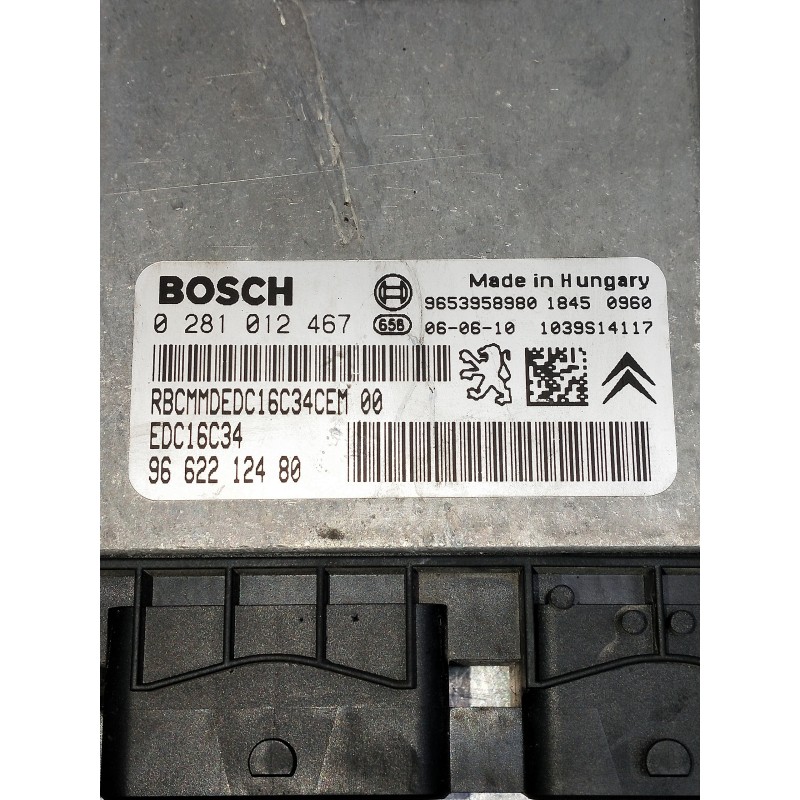 BOSCH
Made in Hungary
9653958980 1845 0960
0 281 012 467
656
06-06-10 1039S14117
RBCMMDEDC16C34CEM 00
EDC16C34
96 622 124 80